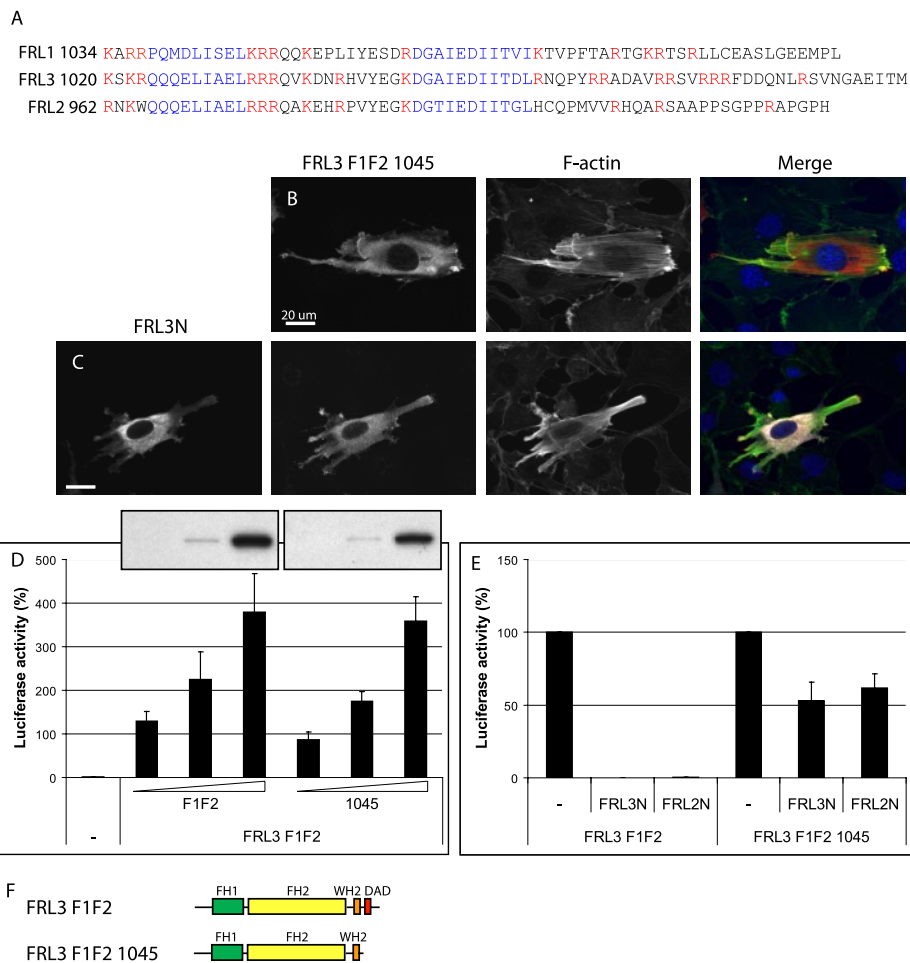 A
FRL1 1034 KARRPQMDLISELKRRQQKEPLIYESDRDGAIEDIITVIKTVPFTARTGKRTSRLLCEASLGEEMPL
FRL3 1020 KSKRQQQELIAELRRRQVKDNRHVYEGKDGAIEDIITDLRNQPYRRADAVRRSVRRRFDDQNLRSVNGAEITM
FRL2 962 RNKWQQQELIAELRRRQAKEHRPVYEGKDGTIEDIITGLHCQPMVVRHQARSAAPPSGPPRAPGPH
FRL3 F1F2 1045 F-actin Merge
B
20 um
FRL3N
C
D
500
400
300
200
100
0
Luciferase activity (%)
F1F2 1045
- FRL3 F1F2
E
150
100
50
0
Luciferase activity (%)
- FRL3N FRL2N - FRL3N FRL2N
FRL3 F1F2 FRL3 F1F2 1045
F
FH1 FH2 WH2 DAD
FRL3 F1F2
FH1 FH2 WH2
FRL3 F1F2 1045